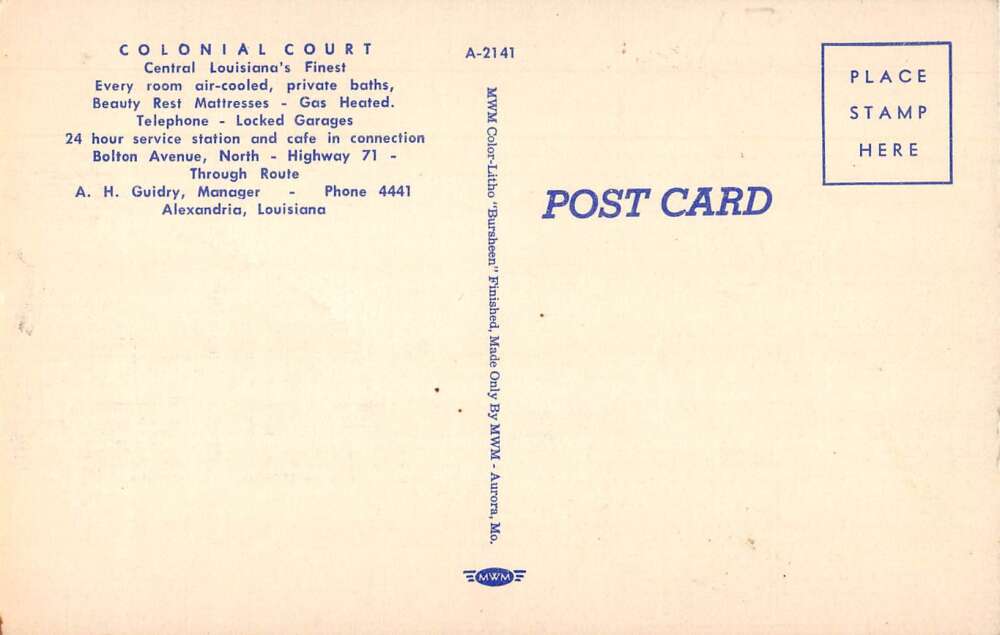 COLONIAL COURT
Central Louisiana's Finest
Every room air-cooled, private baths,
Beauty Rest Mattresses - Gas Heated.
Telephone - Locked Garages
24 hour service station and cafe in connection
Bolton Avenue, North - Highway 71 -
Through Route
A. H. Guidry, Manager - Phone 4441
Alexandria, Louisiana
A-2141
MWM Color-Litho "Bursheen" Finished, Made Only By MWM - Aurora, Mo.
MWM
POST CARD
PLACE
STAMP
HERE